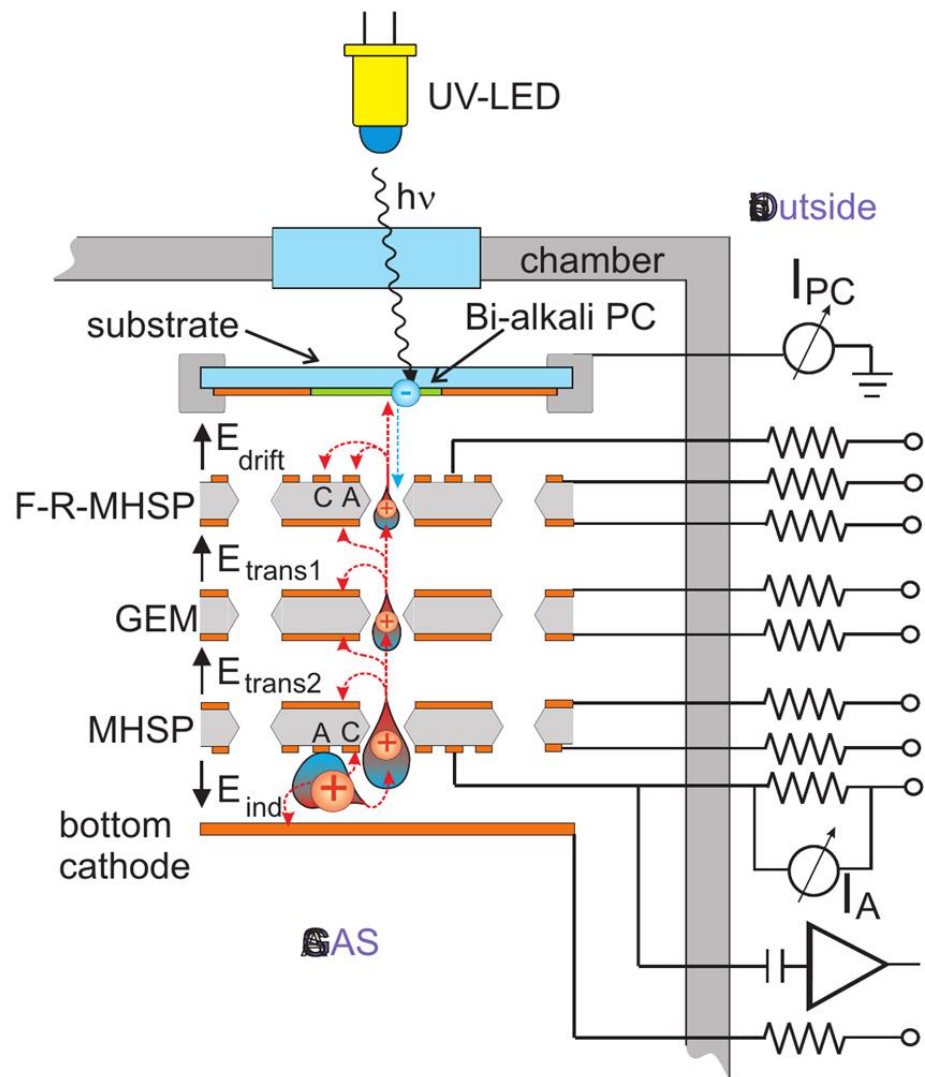 UV-LED
hν
Outside
chamber
I_PC
substrate
Bi-alkali PC
E_drift
F-R-MHSP
C A
E_trans1
GEM
E_trans2
MHSP
A C
E_ind
bottom
cathode
I_A
GAS